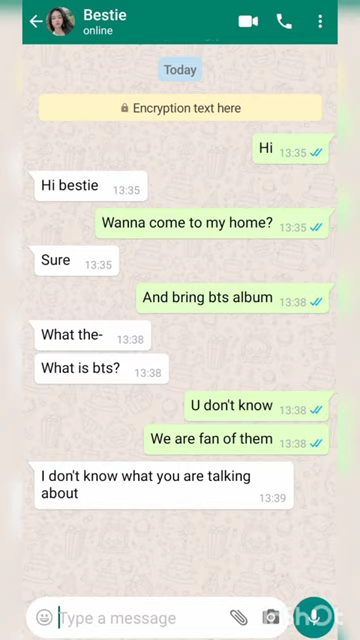 Bestie
online
Today
Encryption text here
Hi 13:35
Hi bestie 13:35
Wanna come to my home? 13:35
Sure 13:35
And bring bts album 13:38
What the- 13:38
What is bts? 13:38
U don't know 13:38
We are fan of them 13:38
I don't know what you are talking
about 13:39
Type a message